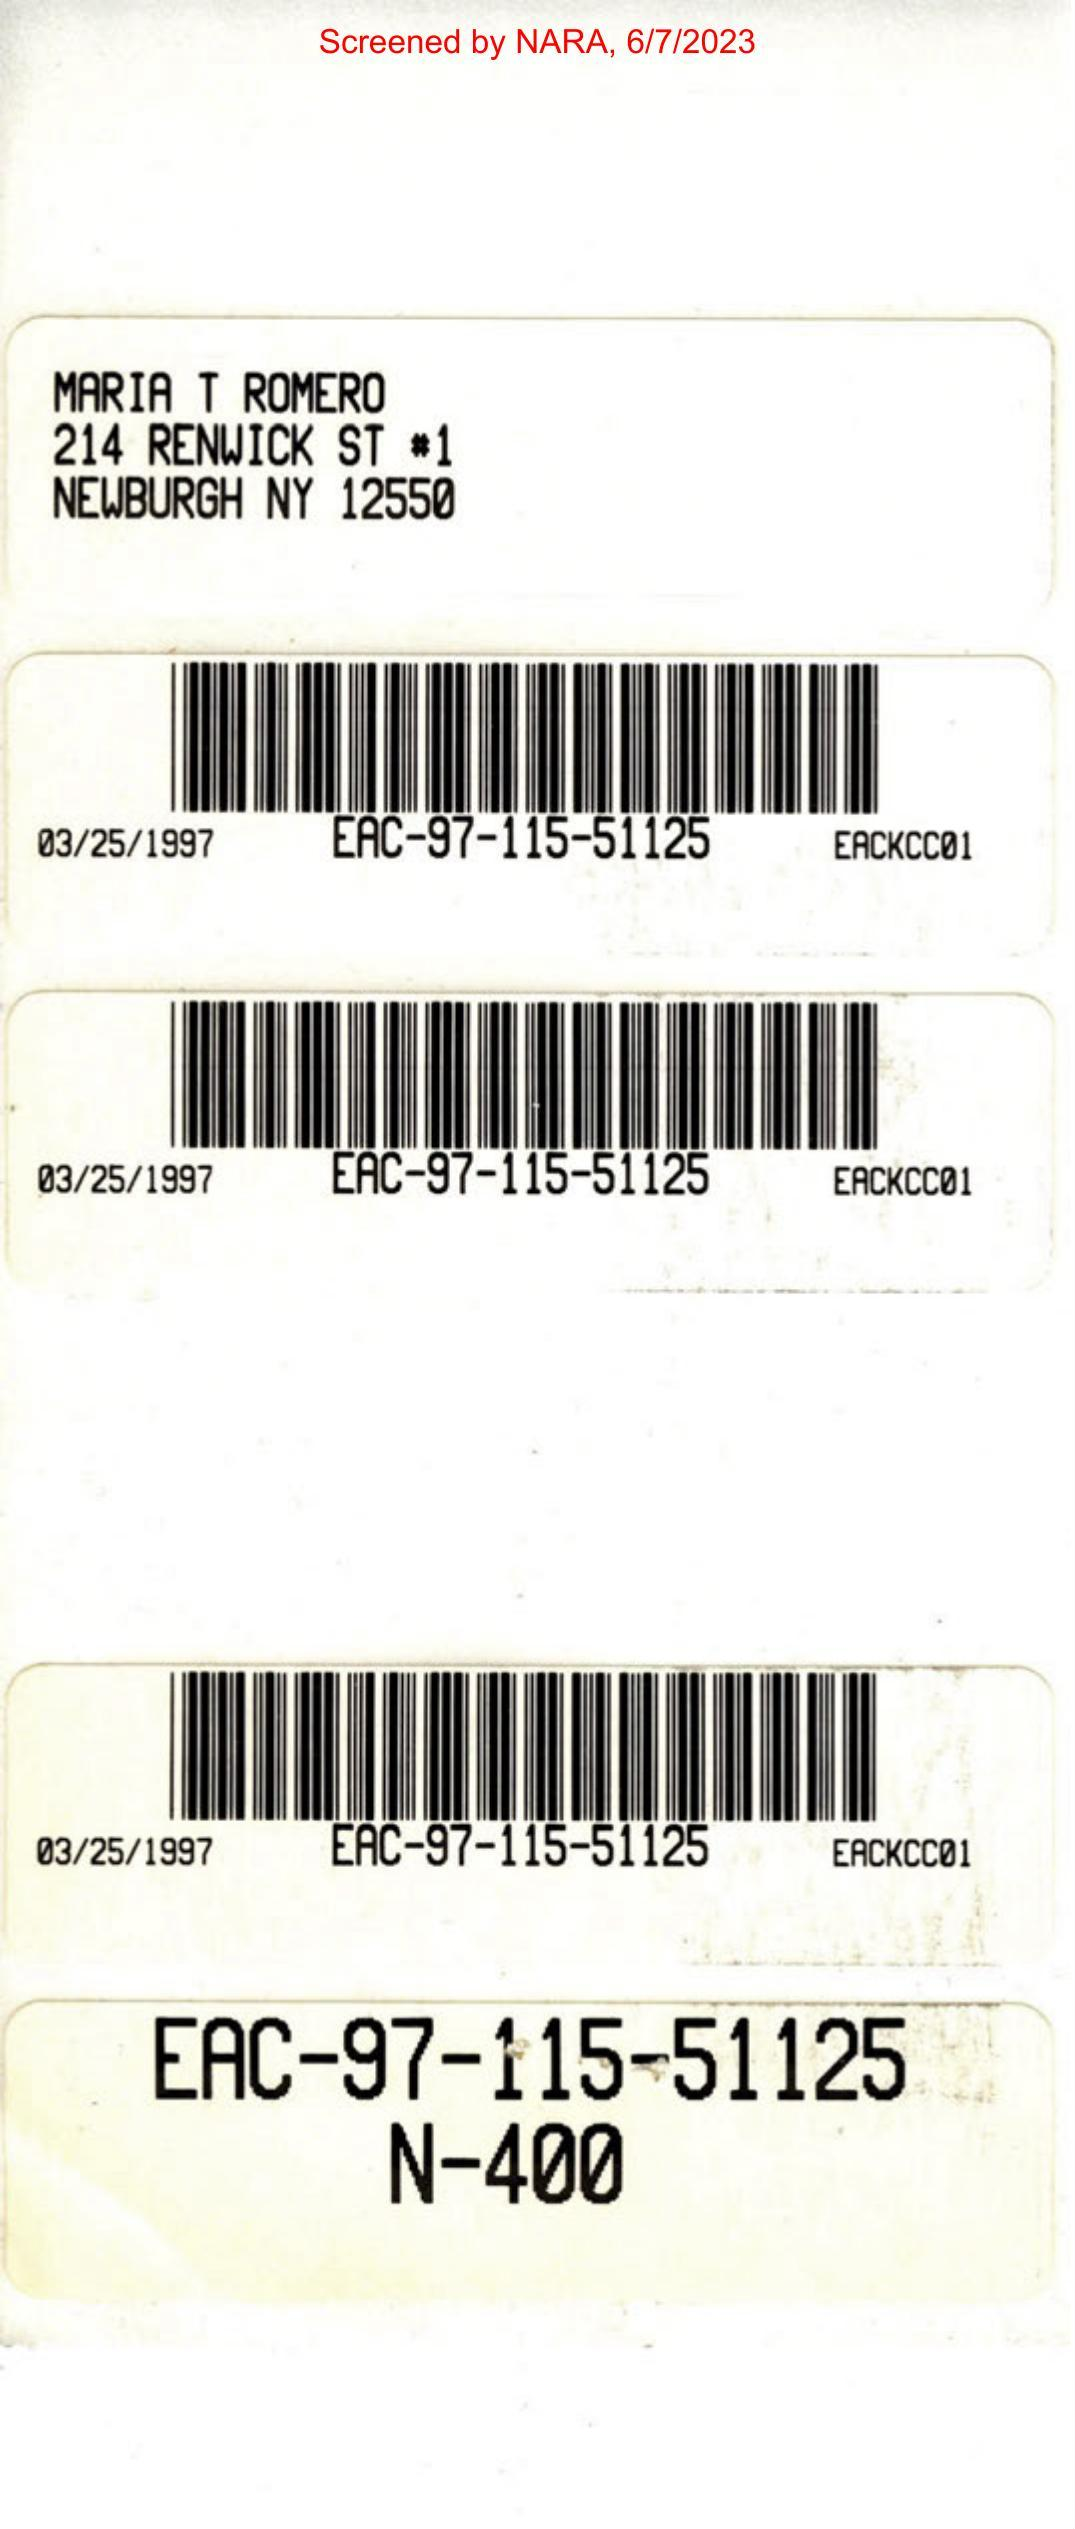 Screened by NARA, 6/7/2023
MARIA T ROMERO
214 RENWICK ST #1
NEWBURGH NY 12550
03/25/1997 EAC-97-115-51125 EACKCC01
03/25/1997 EAC-97-115-51125 EACKCC01
03/25/1997 EAC-97-115-51125 EACKCC01
EAC-97-115-51125
N-400